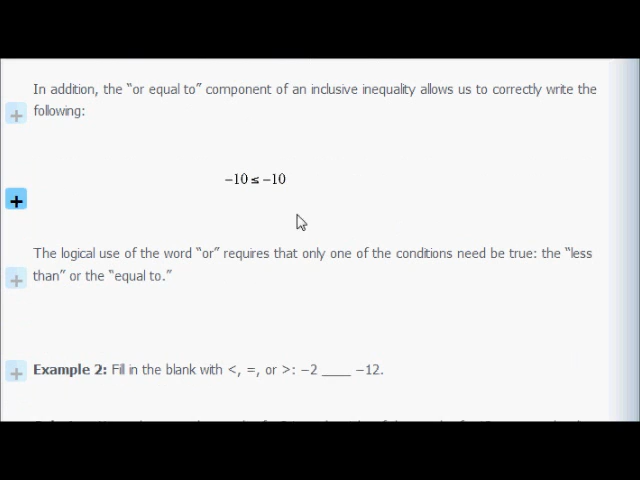 In addition, the “or equal to” component of an inclusive inequality allows us to correctly write the
following:
−10 ≤ −10
The logical use of the word “or” requires that only one of the conditions need be true: the “less
than” or the “equal to.”
Example 2: Fill in the blank with <, =, or >: −2 ____ −12.